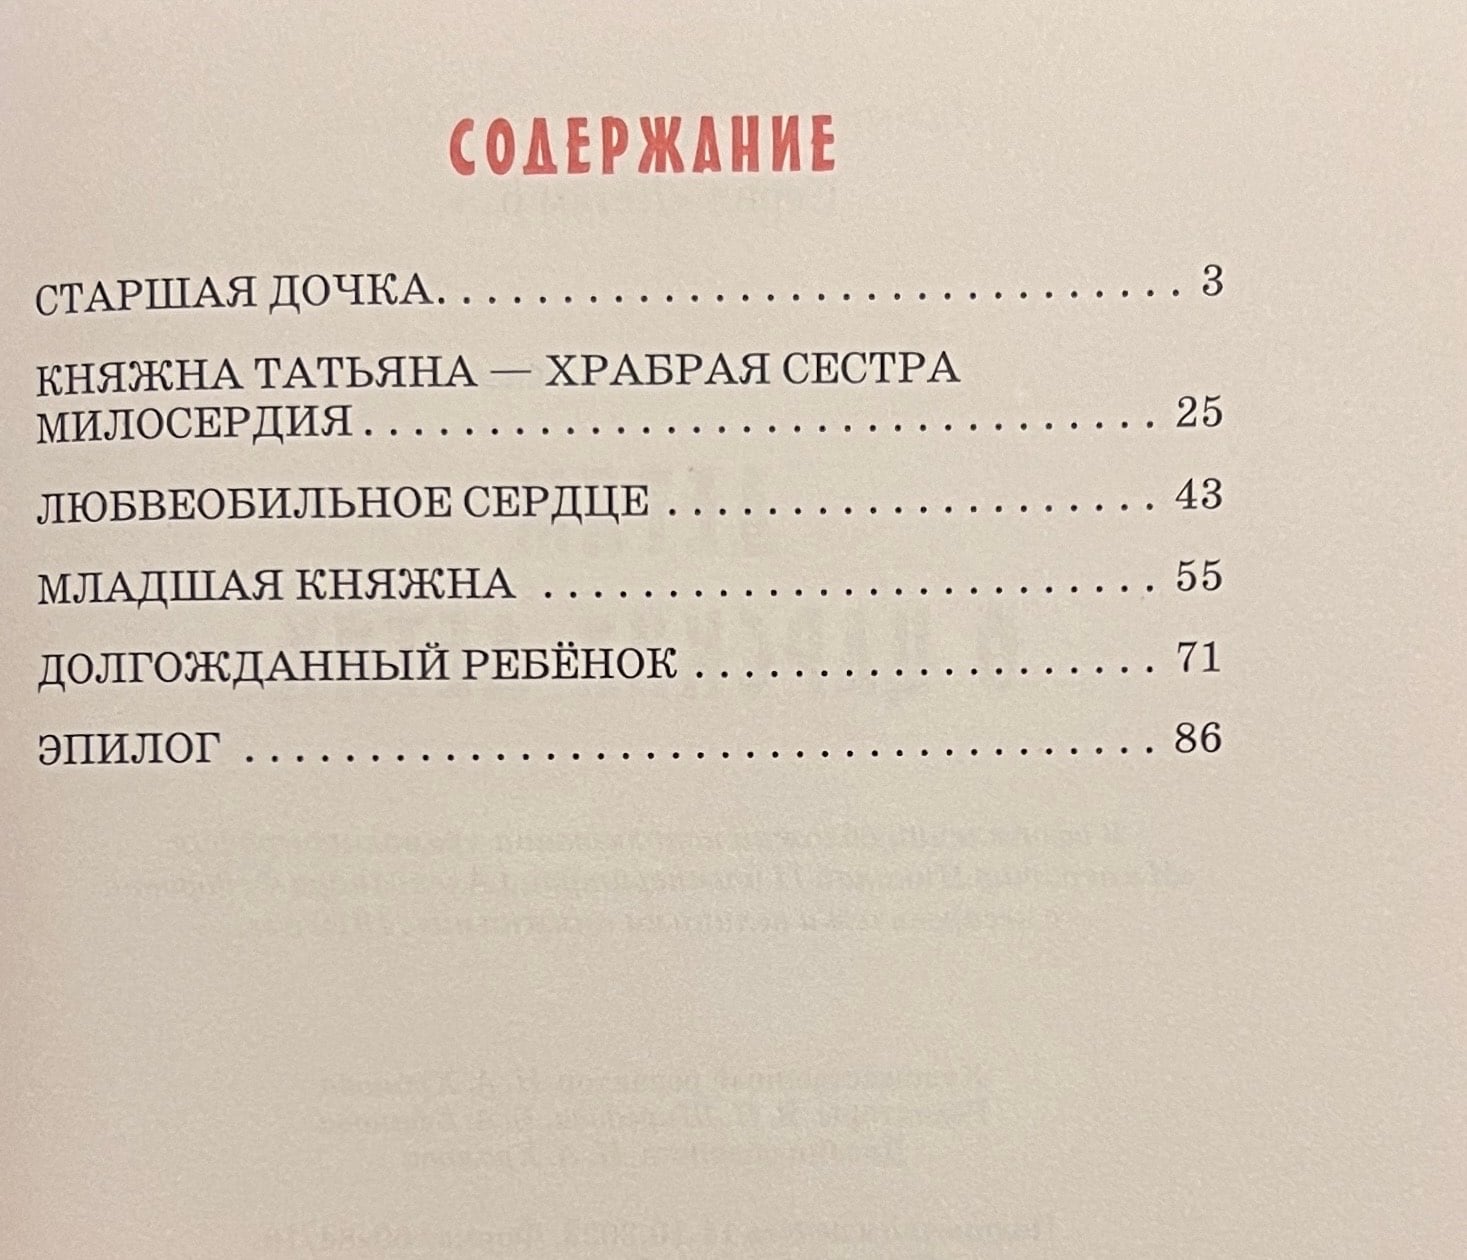 СОДЕРЖАНИЕ
СТАРШАЯ ДОЧКА. . . . . . . . . . . . . . . . . . . . . . . . . . . . . . 3
КНЯЖНА ТАТЬЯНА — ХРАБРАЯ СЕСТРА
МИЛОСЕРДИЯ . . . . . . . . . . . . . . . . . . . . . . . . . . . . . . . . 25
ЛЮБВЕОБИЛЬНОЕ СЕРДЦЕ . . . . . . . . . . . . . . . . . . . . 43
МЛАДШАЯ КНЯЖНА . . . . . . . . . . . . . . . . . . . . . . . . . 55
ДОЛГОЖДАННЫЙ РЕБЁНОК . . . . . . . . . . . . . . . . . . . 71
ЭПИЛОГ . . . . . . . . . . . . . . . . . . . . . . . . . . . . . . . . . . . . . 86